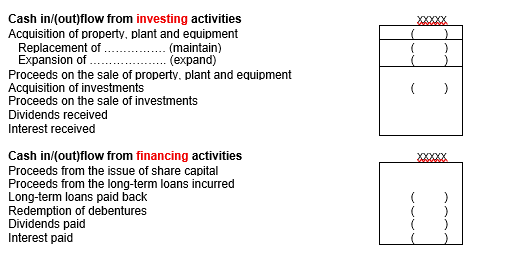 Cash in/(out)flow from investing activities XXXXX
Acquisition of property, plant and equipment ( )
Replacement of ............... (maintain) ( )
Expansion of ................... (expand) ( )
Proceeds on the sale of property, plant and equipment
Acquisition of investments ( )
Proceeds on the sale of investments
Dividends received
Interest received
Cash in/(out)flow from financing activities XXXXX
Proceeds from the issue of share capital
Proceeds from the long-term loans incurred
Long-term loans paid back ( )
Redemption of debentures ( )
Dividends paid ( )
Interest paid ( )